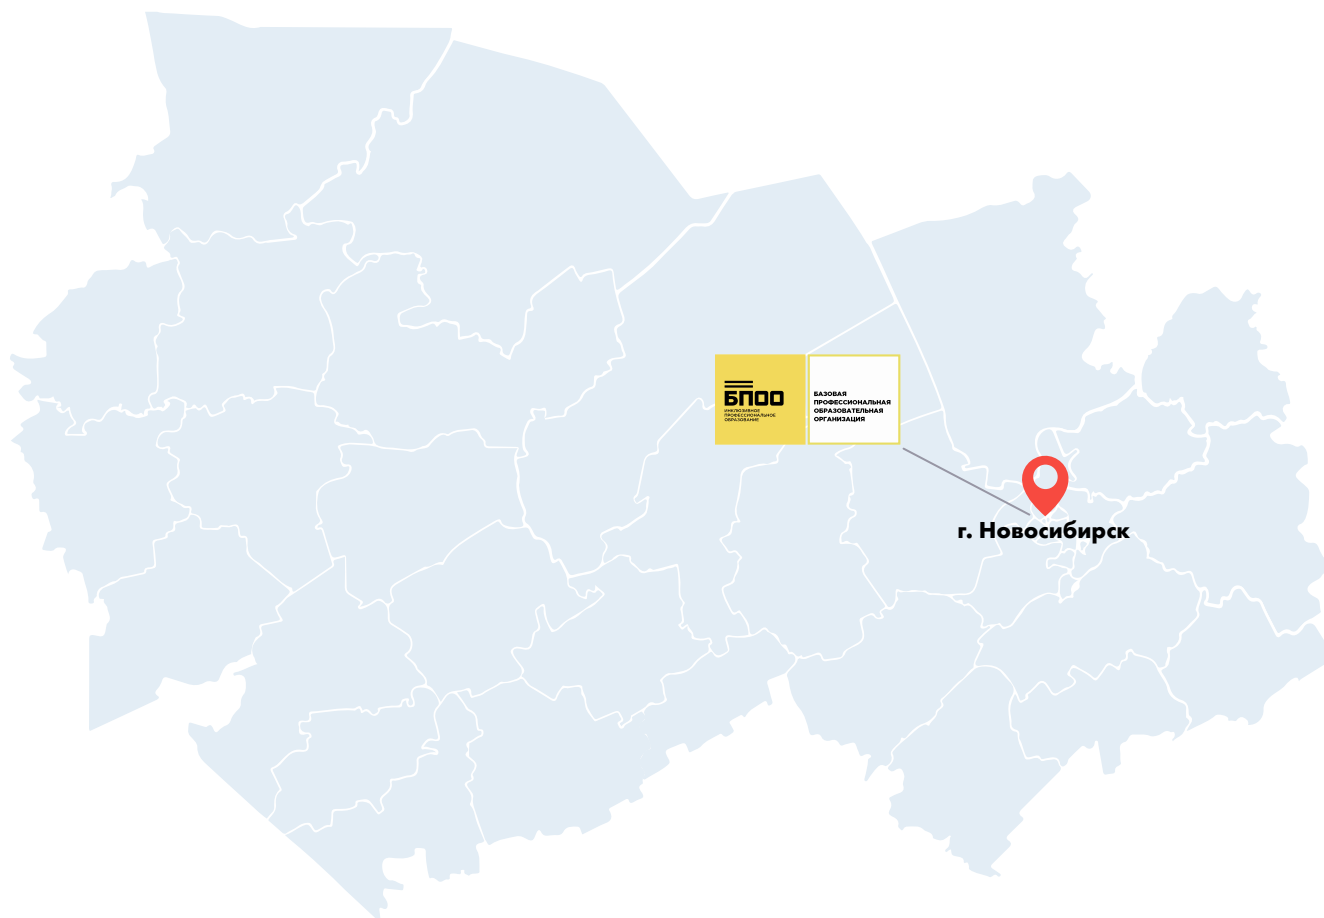 БПОО
ИНКЛЮЗИВНОЕ
ПРОФЕССИОНАЛЬНОЕ
ОБРАЗОВАНИЕ
БАЗОВАЯ
ПРОФЕССИОНАЛЬНАЯ
ОБРАЗОВАТЕЛЬНАЯ
ОРГАНИЗАЦИЯ
г. Новосибирск